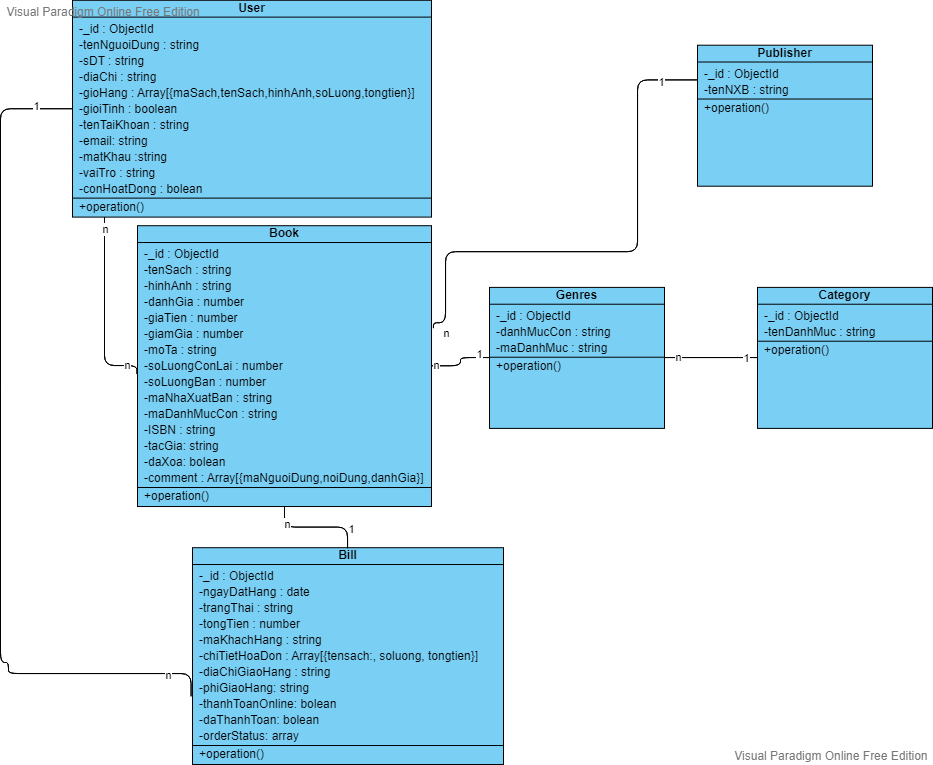 Visual Paradigm Online Free Edition
User
-_id : ObjectId
-tenNguoiDung : string
-sDT : string
-diaChi : string
-gioHang : Array[{maSach,tenSach,hinhAnh,soLuong,tongtien}]
-gioiTinh : boolean
-tenTaiKhoan : string
-email: string
-matKhau :string
-vaiTro : string
-conHoatDong : bolean
+operation()
1
n
n
n
Publisher
-_id : ObjectId
-tenNXB : string
+operation()
1
n
Book
-_id : ObjectId
-tenSach : string
-hinhAnh : string
-danhGia : number
-giaTien : number
-giamGia : number
-moTa : string
-soLuongConLai : number
-soLuongBan : number
-maNhaXuatBan : string
-maDanhMucCon : string
-ISBN : string
-tacGia: string
-daXoa: bolean
-comment : Array[{maNguoiDung,noiDung,danhGia}]
+operation()
n
1
Genres
-_id : ObjectId
-danhMucCon : string
-maDanhMuc : string
+operation()
n
1
Category
-_id : ObjectId
-tenDanhMuc : string
+operation()
n
1
Bill
-_id : ObjectId
-ngayDatHang : date
-trangThai : string
-tongTien : number
-maKhachHang : string
-chiTietHoaDon : Array[{tensach:, soluong, tongtien}]
-diaChiGiaoHang : string
-phiGiaoHang: string
-thanhToanOnline: bolean
-daThanhToan: bolean
-orderStatus: array
+operation()
Visual Paradigm Online Free Edition